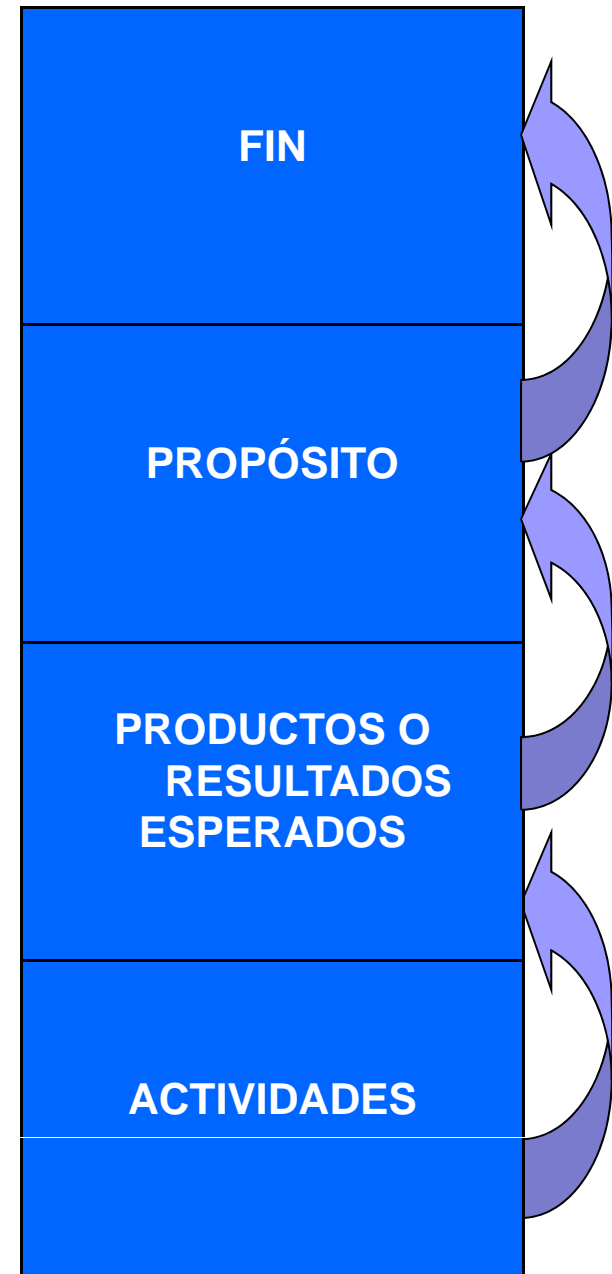 FIN
PROPÓSITO
PRODUCTOS O
RESULTADOS
ESPERADOS
ACTIVIDADES